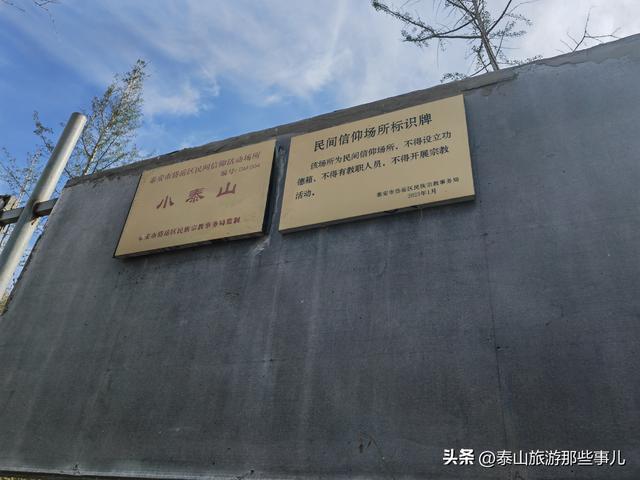 泰安市岱岳区民间信仰活动场所
小泰山
泰安市岱岳区民族宗教事务局监制
民间信仰场所标识牌
该场所为民间信仰场所，不得设立功
德箱，不得有教职人员，不得开展宗教
活动。
泰安市岱岳区民族宗教事务局
2023年1月
头条 @泰山旅游那些事儿